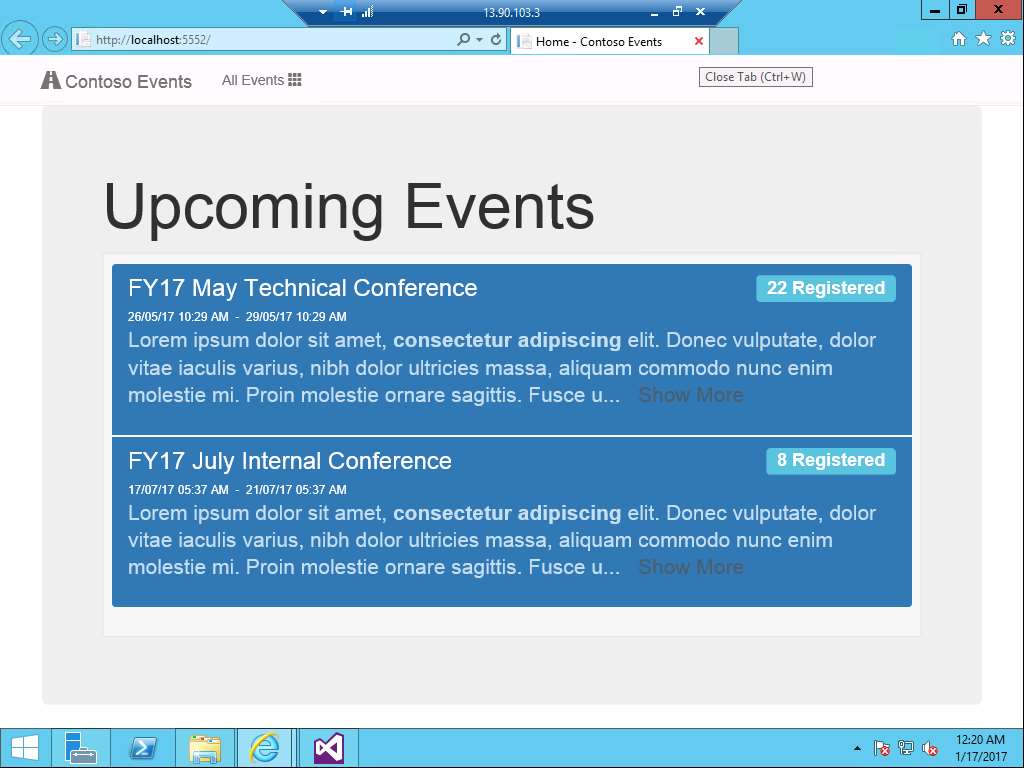 13.90.103.3
http://localhost:5552/
Home - Contoso Events
Contoso Events
All Events
Close Tab (Ctrl+W)
Upcoming Events
FY17 May Technical Conference
22 Registered
26/05/17 10:29 AM - 29/05/17 10:29 AM
Lorem ipsum dolor sit amet, consectetur adipiscing elit. Donec vulputate, dolor
vitae iaculis varius, nibh dolor ultricies massa, aliquam commodo nunc enim
molestie mi. Proin molestie ornare sagittis. Fusce u... Show More
FY17 July Internal Conference
8 Registered
17/07/17 05:37 AM - 21/07/17 05:37 AM
Lorem ipsum dolor sit amet, consectetur adipiscing elit. Donec vulputate, dolor
vitae iaculis varius, nibh dolor ultricies massa, aliquam commodo nunc enim
molestie mi. Proin molestie ornare sagittis. Fusce u... Show More
12:20 AM
1/17/2017